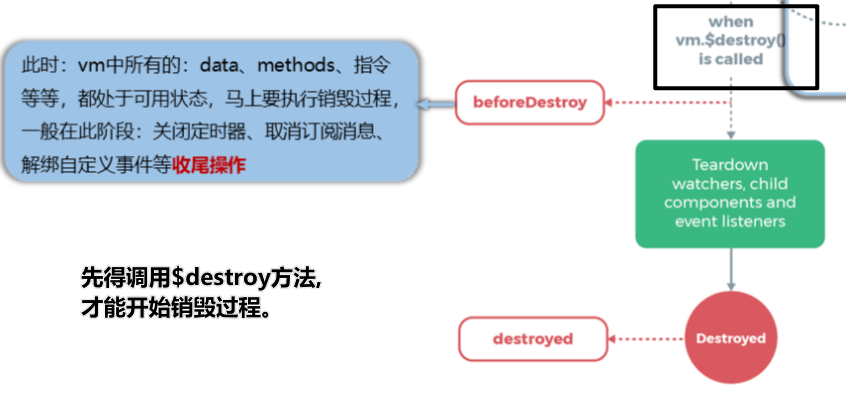 when
vm.$destroy()
is called
此时：vm中所有的：data、methods、指令
等等，都处于可用状态，马上要执行销毁过程，
一般在此阶段：关闭定时器、取消订阅消息、
解绑自定义事件等收尾操作
beforeDestroy
Teardown
watchers, child
components and
event listeners
先得调用$destroy方法,
才能开始销毁过程。
destroyed
Destroyed